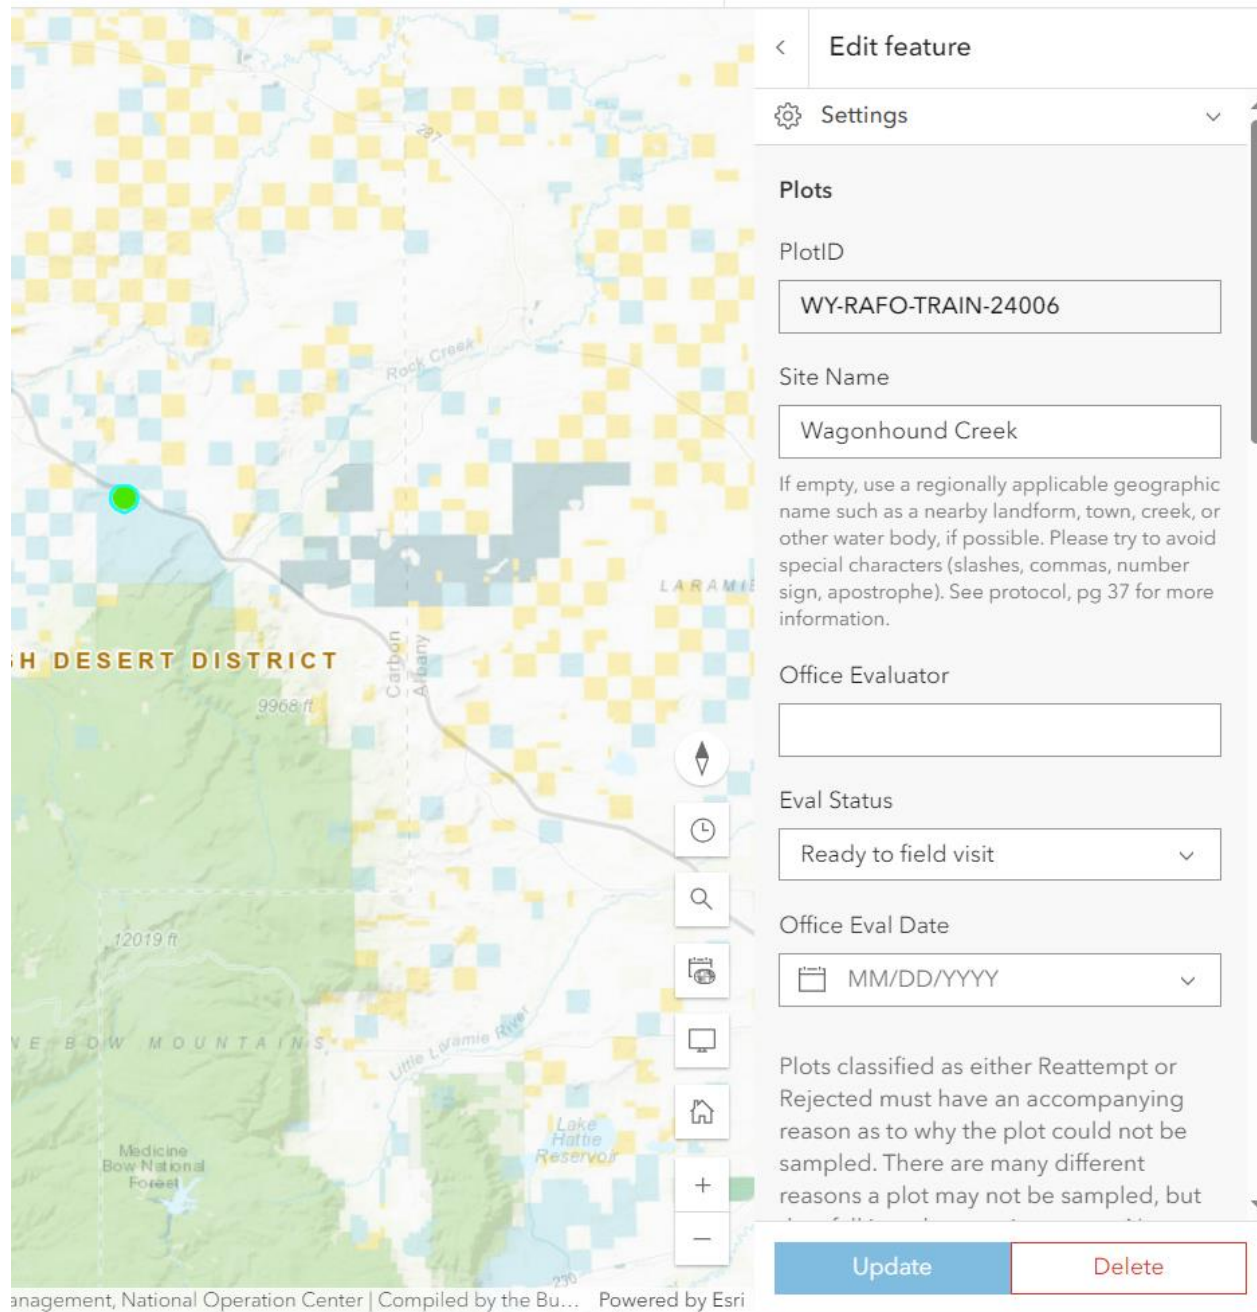 Edit feature
Settings
Plots
PlotID
WY-RAFO-TRAIN-24006
Site Name
Wagonhound Creek
If empty, use a regionally applicable geographic
name such as a nearby landform, town, creek, or
other water body, if possible. Please try to avoid
special characters (slashes, commas, number
sign, apostrophe). See protocol, pg 37 for more
information.
Office Evaluator
Eval Status
Ready to field visit
Office Eval Date
MM/DD/YYYY
Plots classified as either Reattempt or
Rejected must have an accompanying
reason as to why the plot could not be
sampled. There are many different
reasons a plot may not be sampled, but
Update
Delete
287
Rock Creek
LARAMIE
SH DESERT DISTRICT
Carbon
Albany
9968 ft
12019 ft
NE BOW MOUNTAINS
Little Laramie River
Lake
Hattie
Reservoir
Medicine
Bow National
Forest
230
anagement, National Operation Center | Compiled by the Bu... Powered by Esri